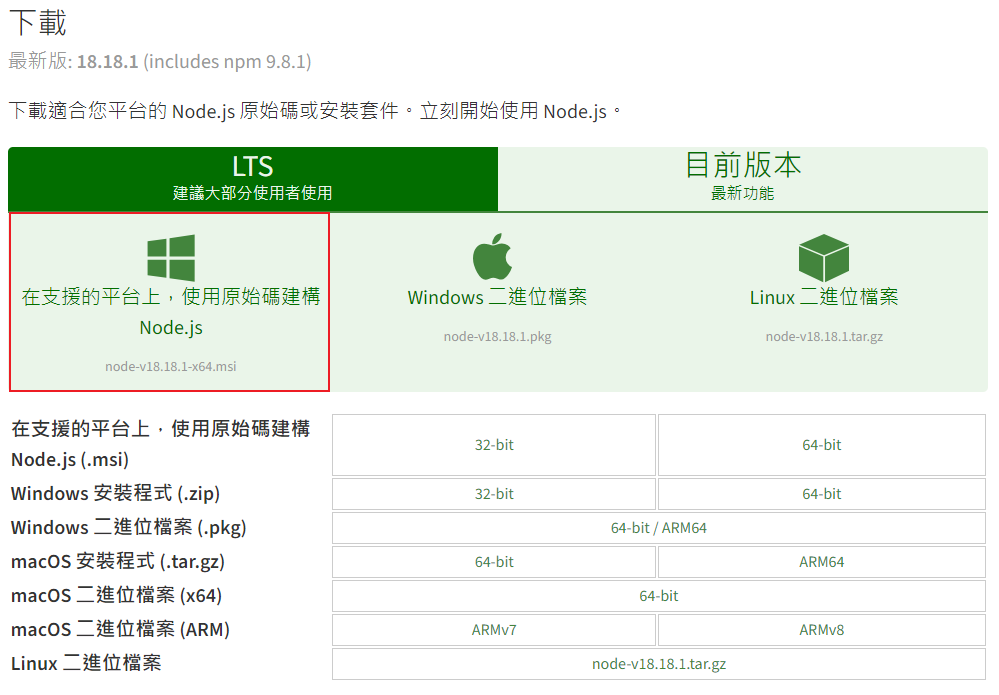 下載
最新版: 18.18.1 (includes npm 9.8.1)
下載適合您平台的 Node.js 原始碼或安裝套件。立刻開始使用 Node.js。
LTS
建議大部分使用者使用
目前版本
最新功能
在支援的平台上，使用原始碼建構
Node.js
node-v18.18.1-x64.msi
Windows 二進位檔案
node-v18.18.1.pkg
Linux 二進位檔案
node-v18.18.1.tar.gz
在支援的平台上，使用原始碼建構
Node.js (.msi)
32-bit
64-bit
Windows 安裝程式 (.zip)
32-bit
64-bit
Windows 二進位檔案 (.pkg)
64-bit / ARM64
macOS 安裝程式 (.tar.gz)
64-bit
ARM64
macOS 二進位檔案 (x64)
64-bit
macOS 二進位檔案 (ARM)
ARMv7
ARMv8
Linux 二進位檔案
node-v18.18.1.tar.gz